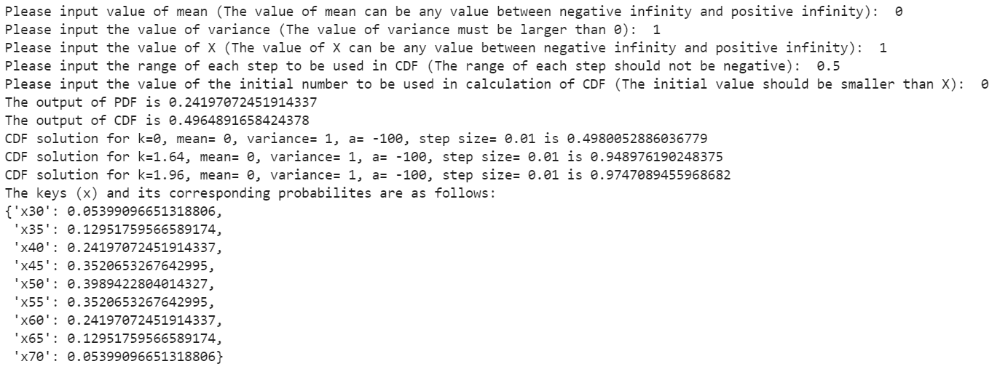 Please input value of mean (The value of mean can be any value between negative infinity and positive infinity):  0
Please input the value of variance (The value of variance must be larger than 0):  1
Please input the value of X (The value of X can be any value between negative infinity and positive infinity):  1
Please input the range of each step to be used in CDF (The range of each step should not be negative):  0.5
Please input the value of the initial number to be used in calculation of CDF (The initial value should be smaller than X):  0
The output of PDF is 0.24197072451914337
The output of CDF is 0.4964891658424378
CDF solution for k=0, mean= 0, variance= 1, a= -100, step size= 0.01 is 0.4980052886036779
CDF solution for k=1.64, mean= 0, variance= 1, a= -100, step size= 0.01 is 0.948976190248375
CDF solution for k=1.96, mean= 0, variance= 1, a= -100, step size= 0.01 is 0.9747089455968682
The keys (x) and its corresponding probabilites are as follows:
{'x30': 0.05399096651318806,
 'x35': 0.12951759566589174,
 'x40': 0.24197072451914337,
 'x45': 0.3520653267642995,
 'x50': 0.3989422804014327,
 'x55': 0.3520653267642995,
 'x60': 0.24197072451914337,
 'x65': 0.12951759566589174,
 'x70': 0.05399096651318806}